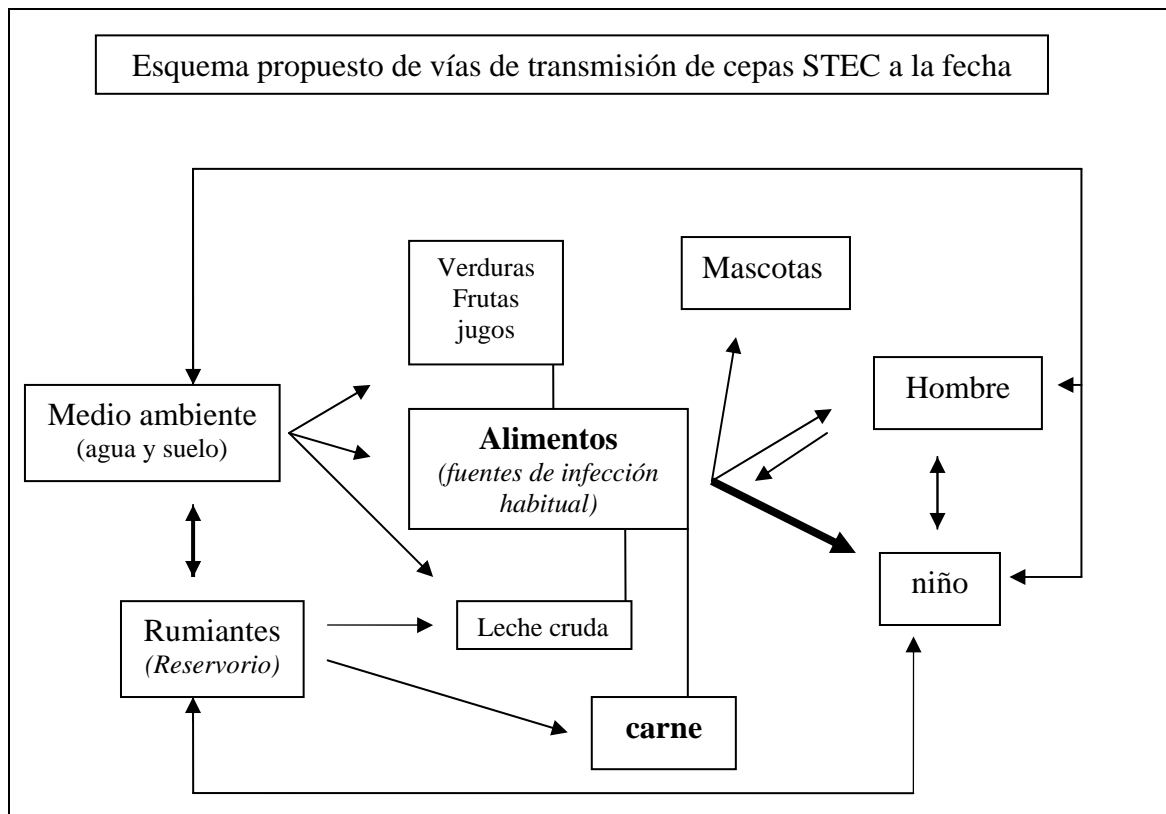 Esquema propuesto de vías de transmisión de cepas STEC a la fecha
Verduras
Frutas
jugos
Mascotas
Hombre
Medio ambiente
(agua y suelo)
Alimentos
(fuentes de infección
habitual)
niño
Rumiantes
(Reservorio)
Leche cruda
carne